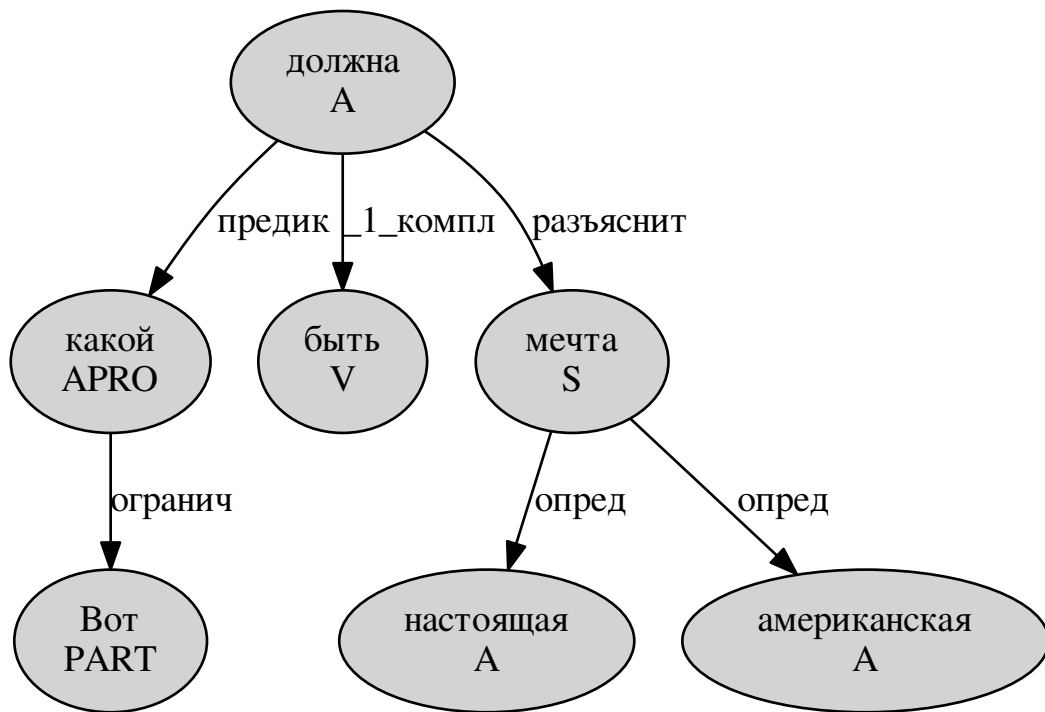 должна
A
предик
_1_компл
разъяснит
какой
APRO
быть
V
мечта
S
огранич
опред
опред
Вот
PART
настоящая
A
американская
A